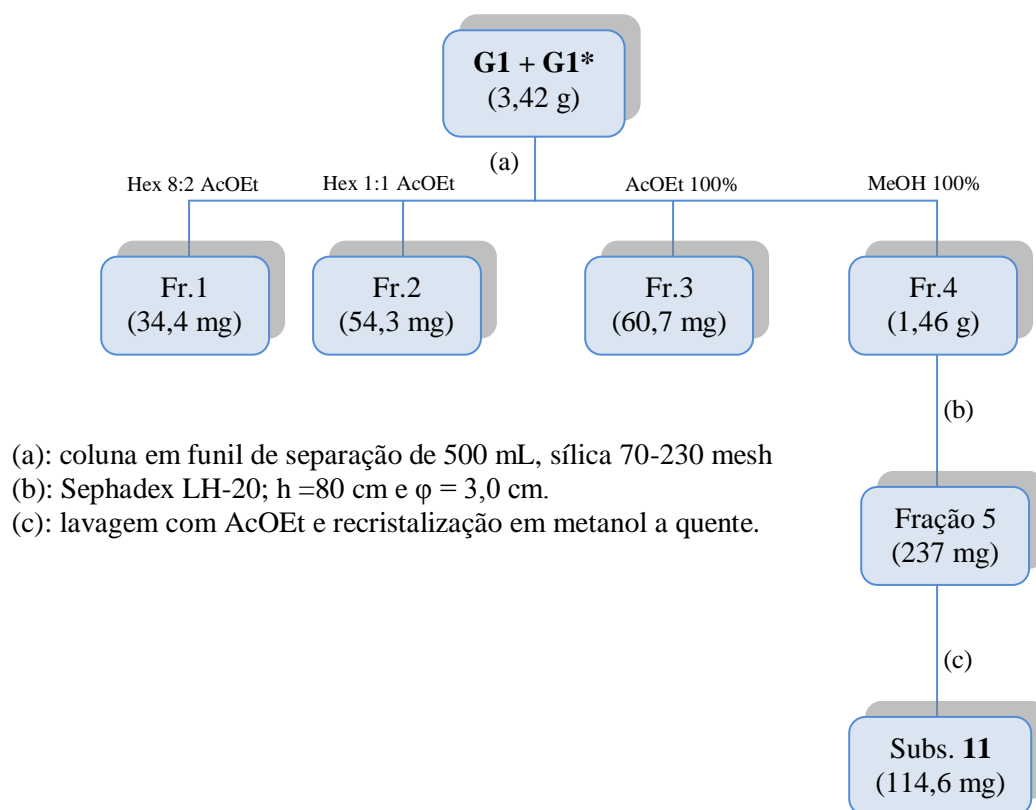 G1 + G1*
(3,42 g)
(a)
Hex 8:2 AcOEt
Hex 1:1 AcOEt
AcOEt 100%
MeOH 100%
Fr.1
(34,4 mg)
Fr.2
(54,3 mg)
Fr.3
(60,7 mg)
Fr.4
(1,46 g)
(b)
(a): coluna em funil de separação de 500 mL, sílica 70-230 mesh
(b): Sephadex LH-20; h =80 cm e φ = 3,0 cm.
(c): lavagem com AcOEt e recristalização em metanol a quente.
Fração 5
(237 mg)
(c)
Subs. 11
(114,6 mg)